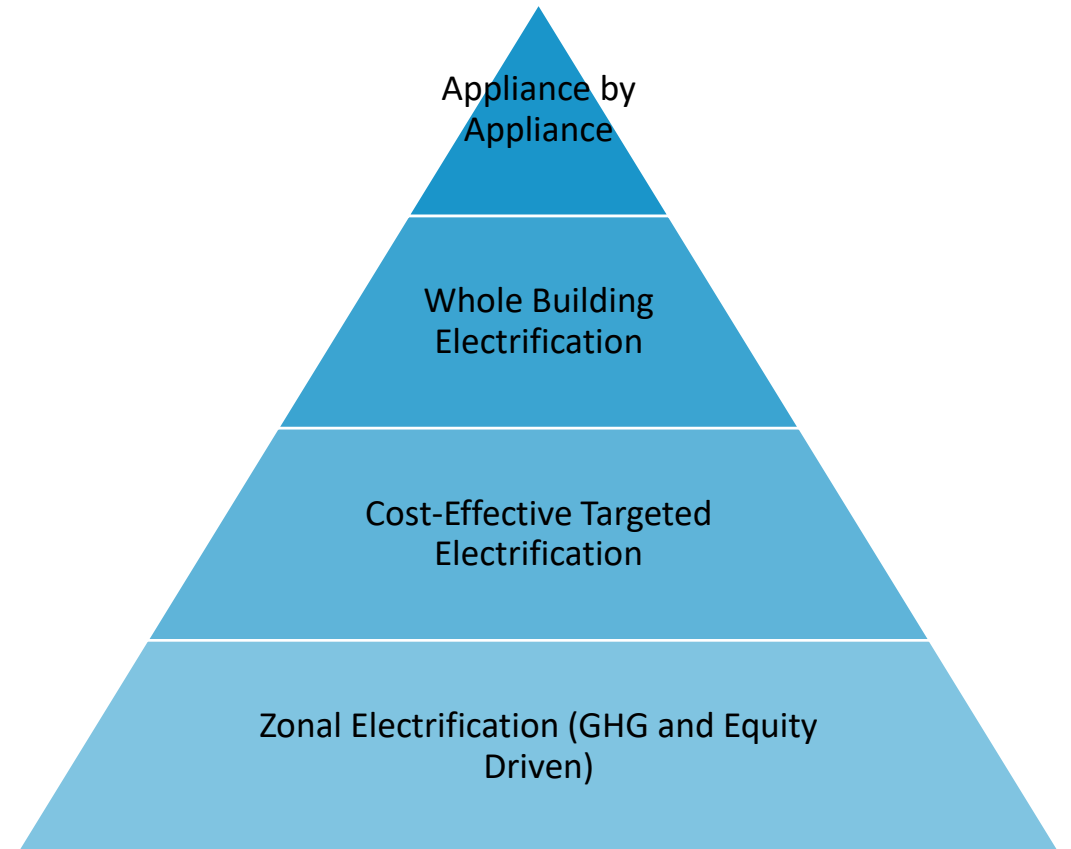 Appliance by
Appliance
Whole Building
Electrification
Cost-Effective Targeted
Electrification
Zonal Electrification (GHG and Equity
Driven)